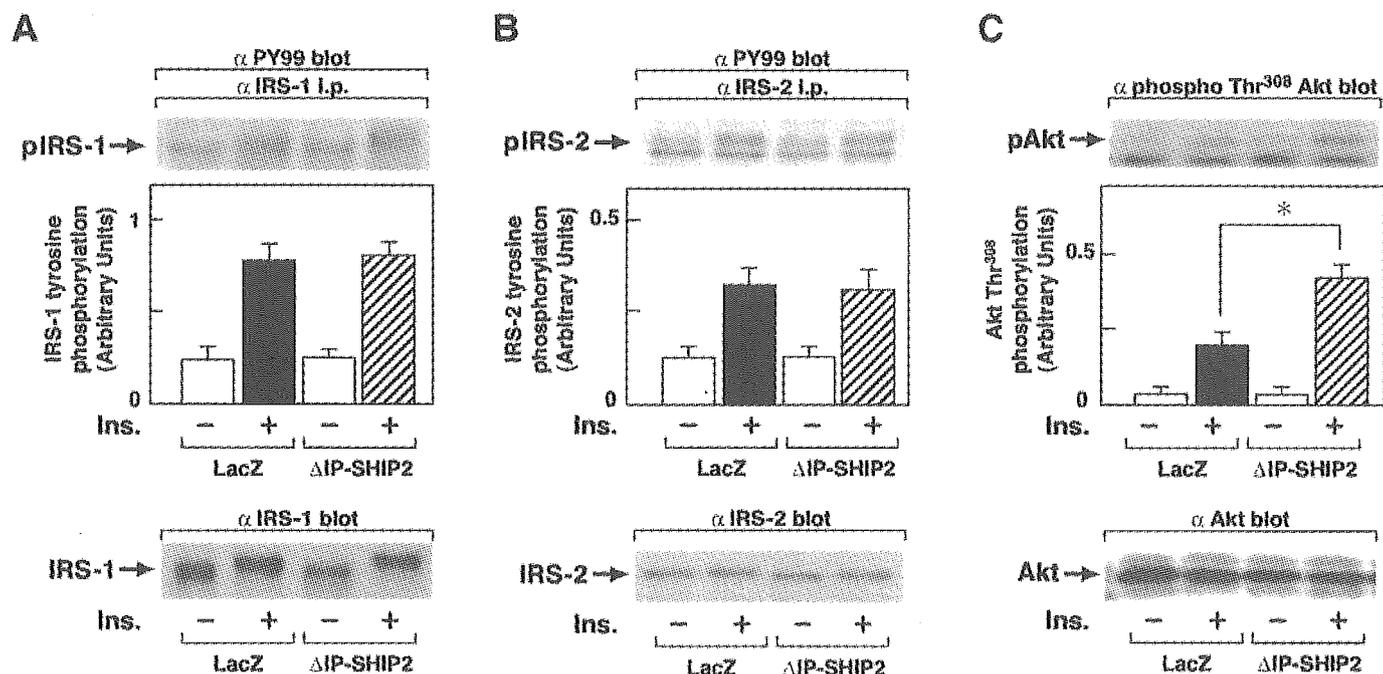 A
α PY99 blot
α IRS-1 i.p.
pIRS-1
IRS-1 tyrosine
phosphorylation
(Arbitrary Units)
1
0
Ins. − + − +
LacZ ΔIP-SHIP2
α IRS-1 blot
IRS-1
Ins. − + − +
LacZ ΔIP-SHIP2
B
α PY99 blot
α IRS-2 i.p.
pIRS-2
IRS-2 tyrosine
phosphorylation
(Arbitrary Units)
0.5
0
Ins. − + − +
LacZ ΔIP-SHIP2
α IRS-2 blot
IRS-2
Ins. − + − +
LacZ ΔIP-SHIP2
C
α phospho Thr³⁰⁸ Akt blot
pAkt
Akt Thr³⁰⁸
phosphorylation
(Arbitrary Units)
0.5
0
*
Ins. − + − +
LacZ ΔIP-SHIP2
α Akt blot
Akt
Ins. − + − +
LacZ ΔIP-SHIP2